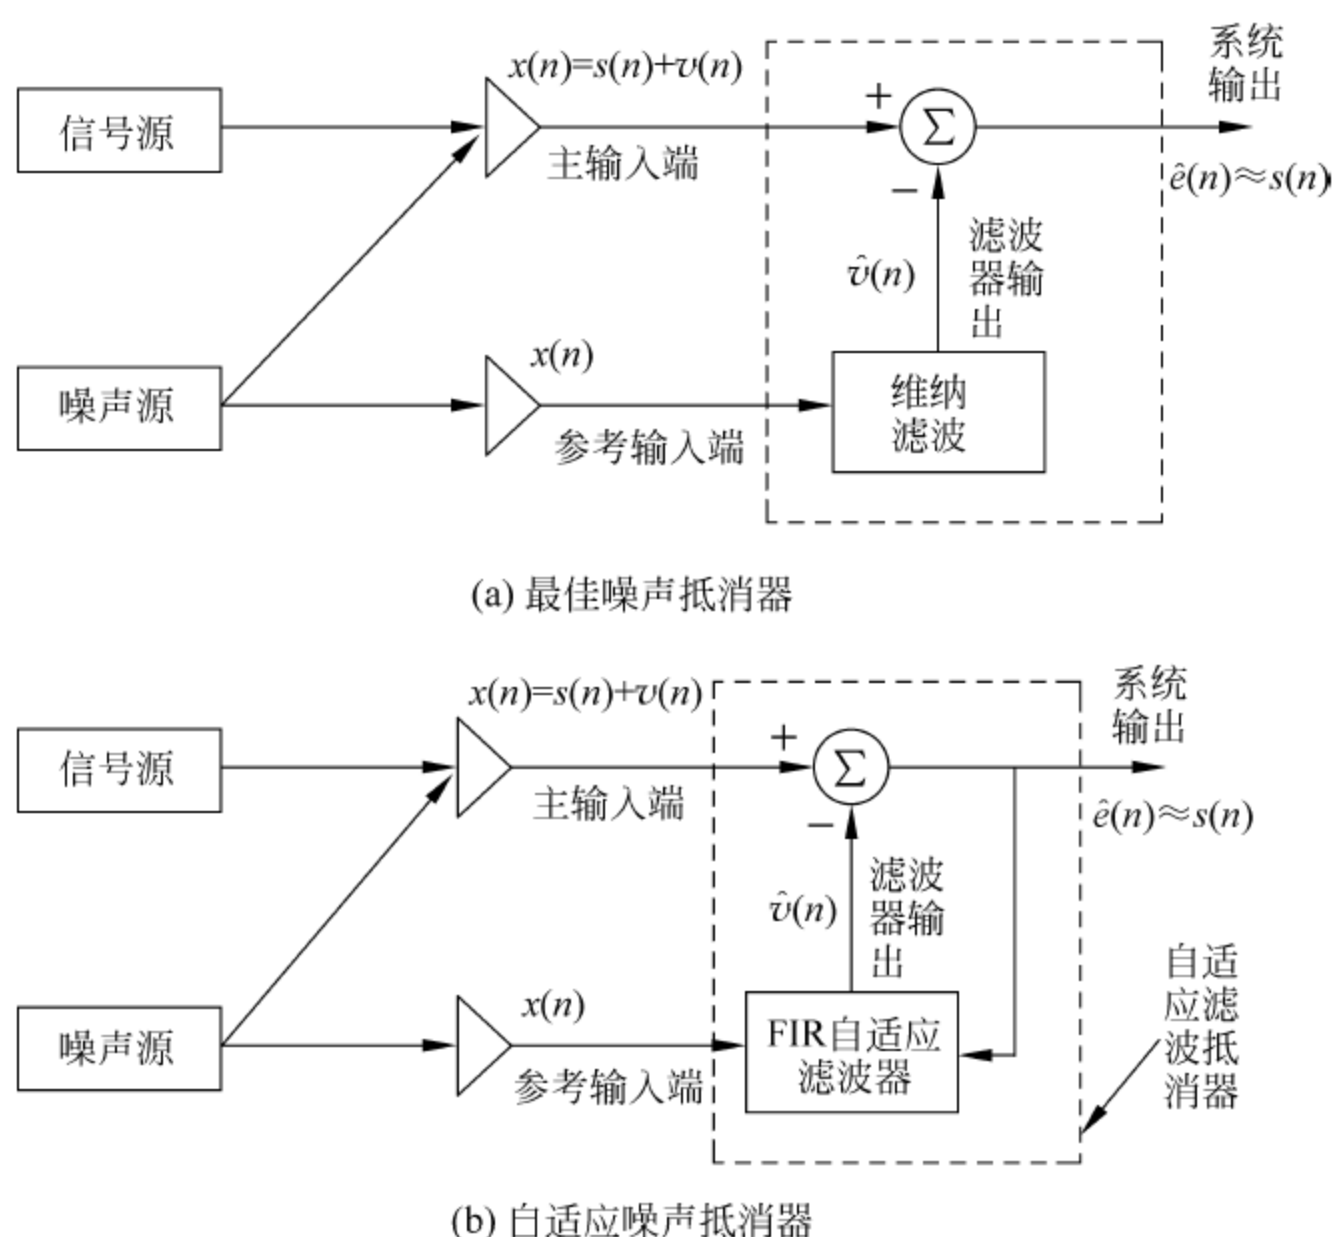 x(n)=s(n)+v(n)
系统
输出
信号源
+
Σ
主输入端
−
ê(n)≈s(n)
滤波
器输
出
v̂(n)
x(n)
噪声源
维纳
滤波
参考输入端
(a) 最佳噪声抵消器
x(n)=s(n)+v(n)
系统
输出
信号源
+
Σ
主输入端
−
ê(n)≈s(n)
滤波
器输
出
v̂(n)
自适
应滤
波抵
消器
x(n)
噪声源
FIR自适应
滤波器
参考输入端
(b) 自适应噪声抵消器